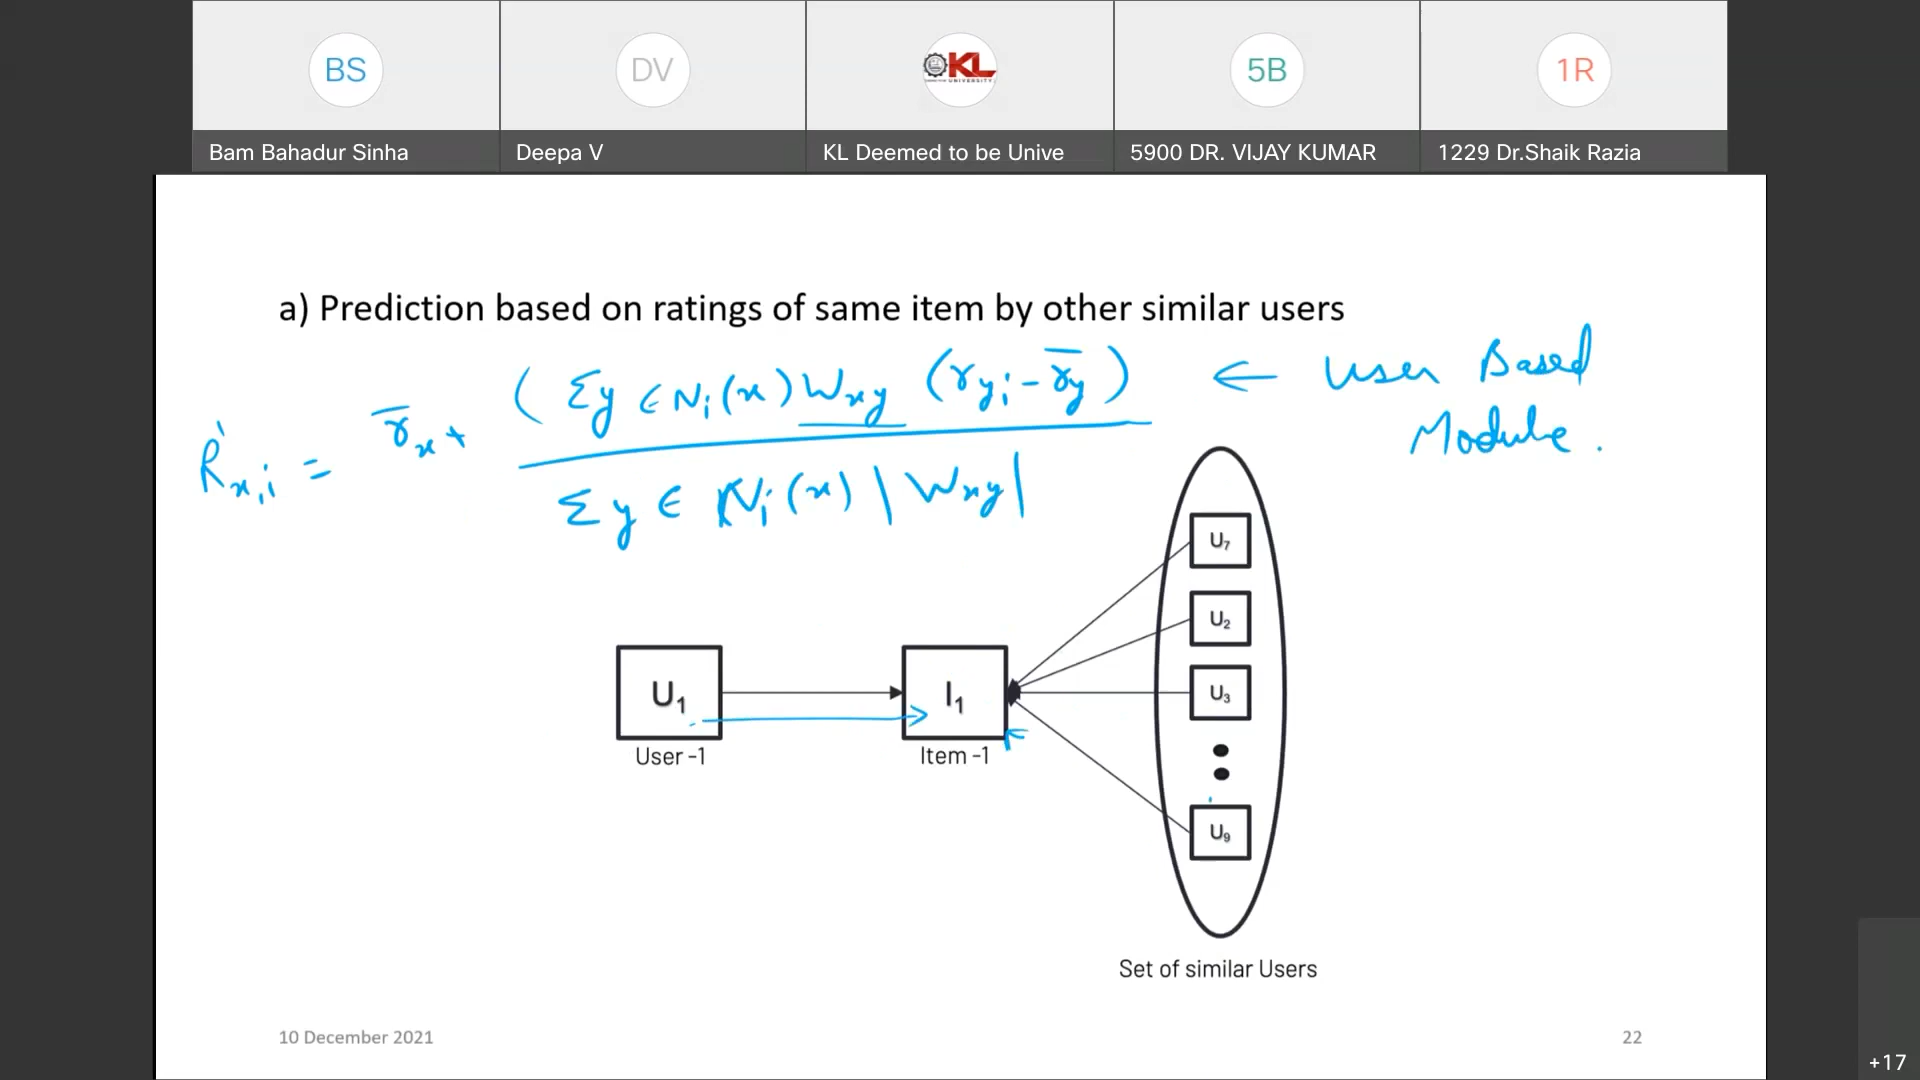 BS
DV
KL
UNIVERSITY
5B
1R
Bam Bahadur Sinha
Deepa V
KL Deemed to be Unive
5900 DR. VIJAY KUMAR
1229 Dr.Shaik Razia
a) Prediction based on ratings of same item by other similar users
R'x,i = r̄x + (Σy ∈ Ni(x) Wxy (ryi - r̄y) / Σy ∈ Ni(x) |Wxy|
← User Based
Module.
U7
U2
U3
U9
U1
User -1
I1
Item -1
Set of similar Users
10 December 2021
22
+17